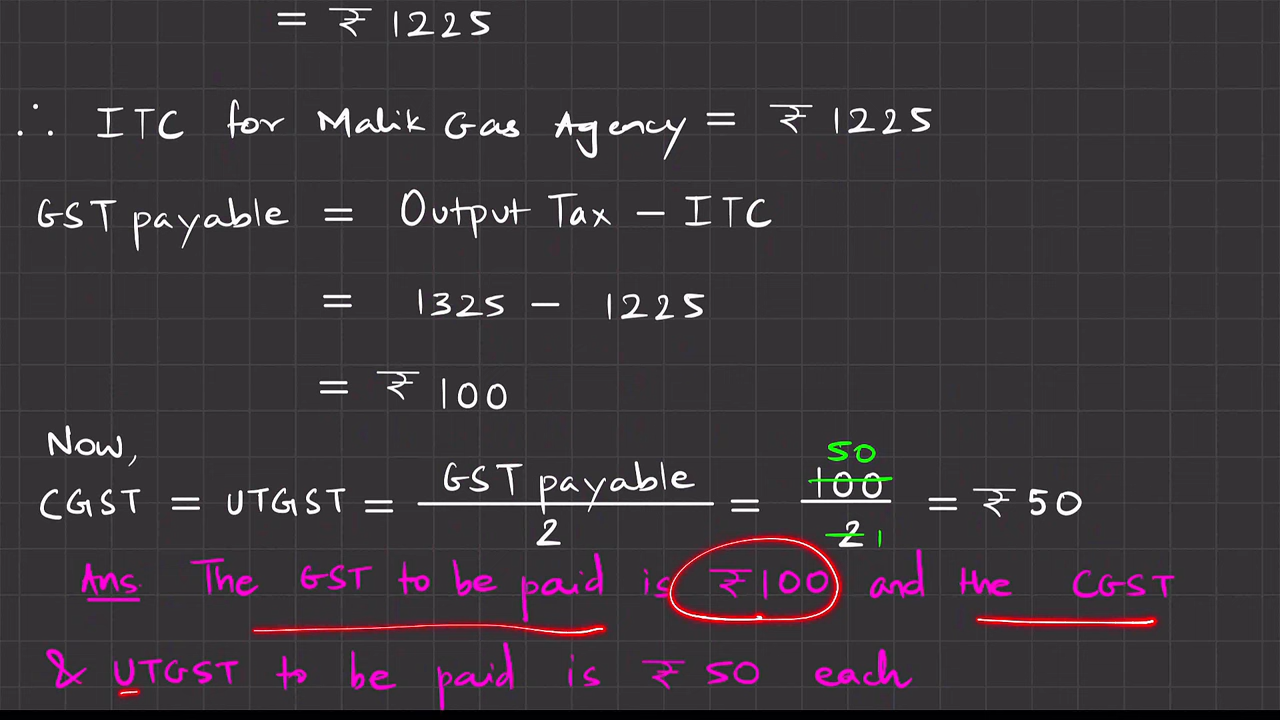 = ₹ 1225
∴ ITC for Malik Gas Agency = ₹ 1225
GST payable = Output Tax - ITC
= 1325 - 1225
= ₹ 100
Now,
CGST = UTGST = GST payable / 2 = 100 / 2 = ₹ 50
50
1
Ans. The GST to be paid is ₹ 100 and the CGST
& UTGST to be paid is ₹ 50 each